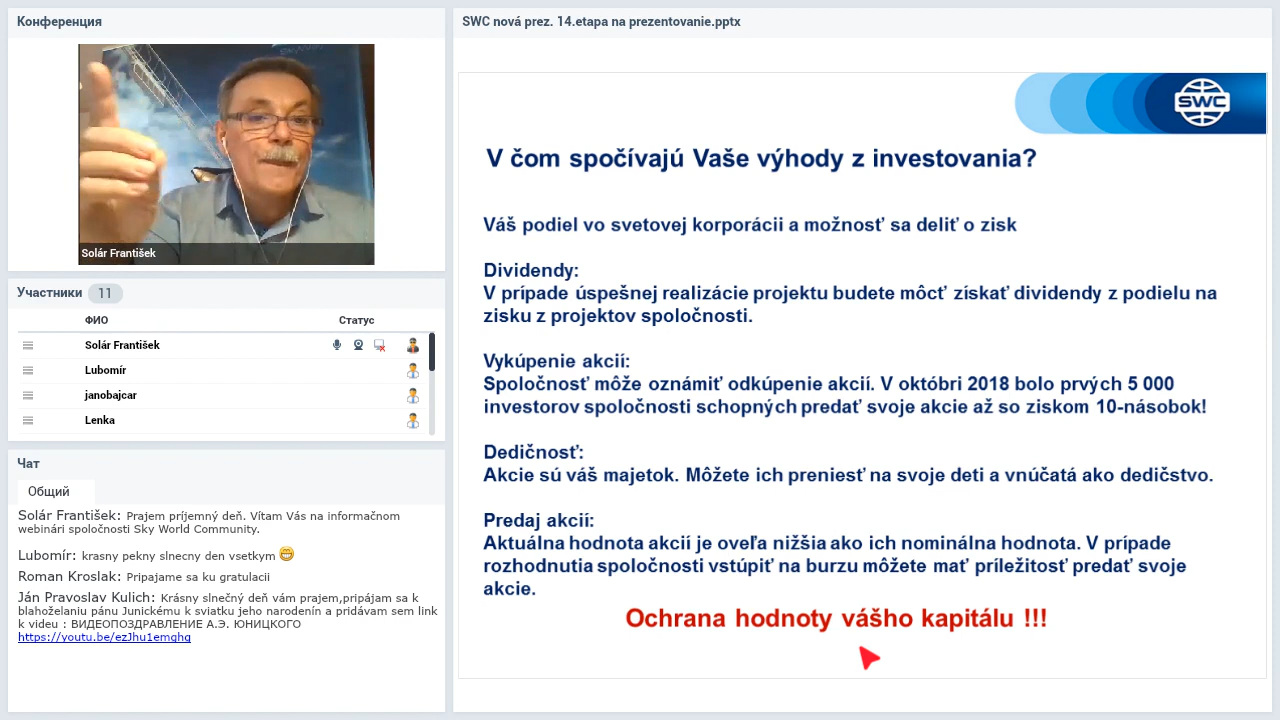 Конференция
Solár František
Участники 11
ФИО Статус
Solár František
Lubomír
janobajcar
Lenka
Чат
Общий
Solár František: Prajem príjemný deň. Vítam Vás na informačnom
webinári spoločnosti Sky World Community.
Lubomír: krasny pekny slnecny den vsetkym
Roman Kroslak: Pripajame sa ku gratulacii
Ján Pravoslav Kulich: Krásny slnečný deň vám prajem,pripájam sa k
blahoželaniu pánu Junickému k sviatku jeho narodenín a pridávam sem link
k videu : ВИДЕОПОЗДРАВЛЕНИЕ А.Э. ЮНИЦКОГО
https://youtu.be/ezJhu1emghg
SWC nová prez. 14.etapa na prezentovanie.pptx
SWC
V čom spočívajú Vaše výhody z investovania?
Váš podiel vo svetovej korporácii a možnosť sa deliť o zisk
Dividendy:
V prípade úspešnej realizácie projektu budete môcť získať dividendy z podielu na
zisku z projektov spoločnosti.
Vykúpenie akcií:
Spoločnosť môže oznámiť odkúpenie akcií. V októbri 2018 bolo prvých 5 000
investorov spoločnosti schopných predať svoje akcie až so ziskom 10-násobok!
Dedičnosť:
Akcie sú váš majetok. Môžete ich preniesť na svoje deti a vnúčatá ako dedičstvo.
Predaj akcií:
Aktuálna hodnota akcií je oveľa nižšia ako ich nominálna hodnota. V prípade
rozhodnutia spoločnosti vstúpiť na burzu môžete mať príležitosť predať svoje
akcie.
Ochrana hodnoty vášho kapitálu !!!